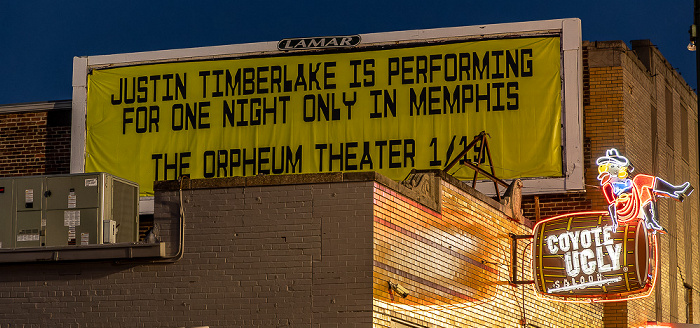 LAMAR
JUSTIN TIMBERLAKE IS PERFORMING
FOR ONE NIGHT ONLY IN MEMPHIS
THE ORPHEUM THEATER 1/19
COYOTE
UGLY
SALOON